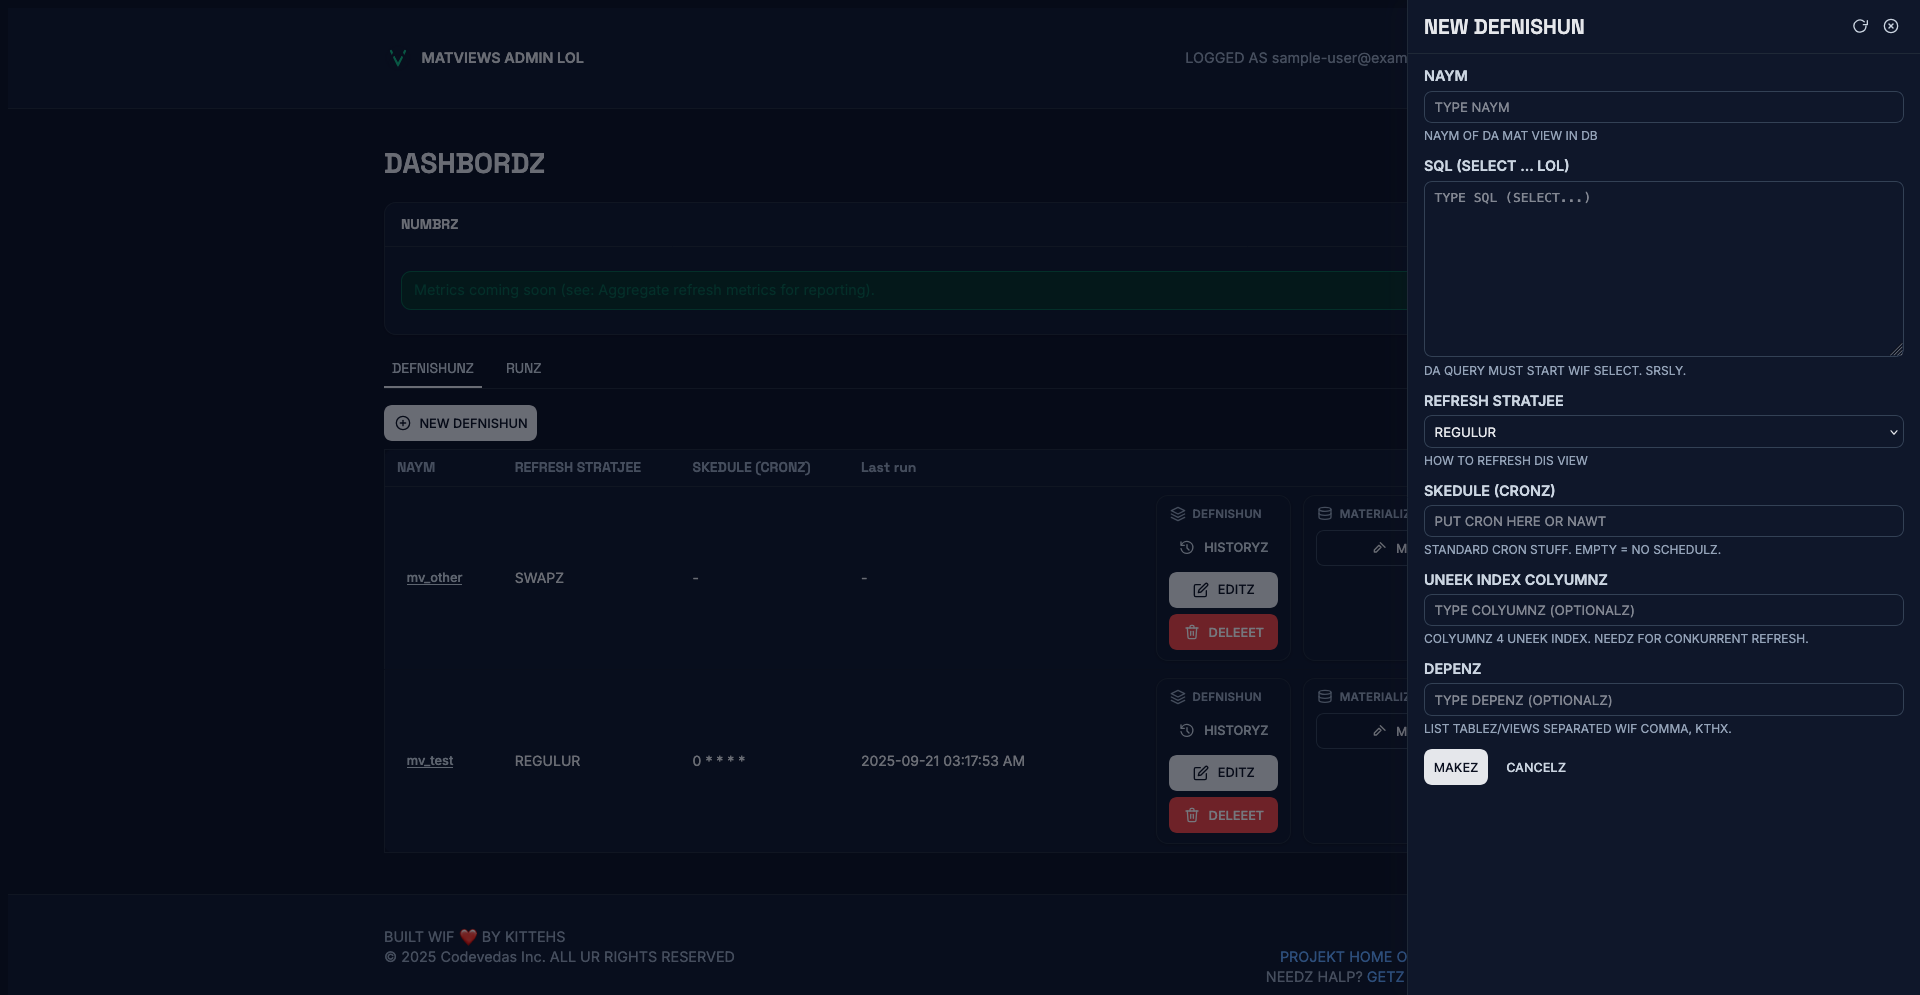 MATVIEWS ADMIN LOL
LOGGED AS sample-user@exam
DASHBORDZ
NUMBRZ
Metrics coming soon (see: Aggregate refresh metrics for reporting).
DEFNISHUNZ RUNZ
NEW DEFNISHUN
NAYM REFRESH STRATJEE SKEDULE (CRONZ) Last run
mv_other SWAPZ - -
DEFNISHUN
HISTORYZ
EDITZ
DELEEET
MATERIALIZ
M
mv_test REGULUR 0 * * * * 2025-09-21 03:17:53 AM
DEFNISHUN
HISTORYZ
EDITZ
DELEEET
MATERIALIZ
M
BUILT WIF ❤️ BY KITTEHS
© 2025 Codevedas Inc. ALL UR RIGHTS RESERVED
PROJEKT HOME O
NEEDZ HALP? GETZ
NEW DEFNISHUN
NAYM
TYPE NAYM
NAYM OF DA MAT VIEW IN DB
SQL (SELECT ... LOL)
TYPE SQL (SELECT...)
DA QUERY MUST START WIF SELECT. SRSLY.
REFRESH STRATJEE
REGULUR
HOW TO REFRESH DIS VIEW
SKEDULE (CRONZ)
PUT CRON HERE OR NAWT
STANDARD CRON STUFF. EMPTY = NO SCHEDULZ.
UNEEK INDEX COLYUMNZ
TYPE COLYUMNZ (OPTIONALZ)
COLYUMNZ 4 UNEEK INDEX. NEEDZ FOR CONKURRENT REFRESH.
DEPENZ
TYPE DEPENZ (OPTIONALZ)
LIST TABLEZ/VIEWS SEPARATED WIF COMMA, KTHX.
MAKEZ CANCELZ